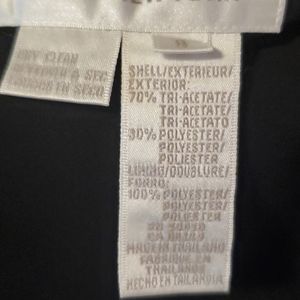 DRY CLEAN
SHELL/EXTERIEUR/
EXTERIOR:
70% TRI-ACETATE/
TRI-ACETATE/
TRI-ACETATO
30% POLYESTER/
POLYESTER/
POLIESTER
LINING/DOUBLURE/
FORRO:
100% POLYESTER/
POLYESTER/
POLIESTER
MADE IN THAILAND
FABRIQUE EN
THAILANDE
HECHO EN TAILANDIA